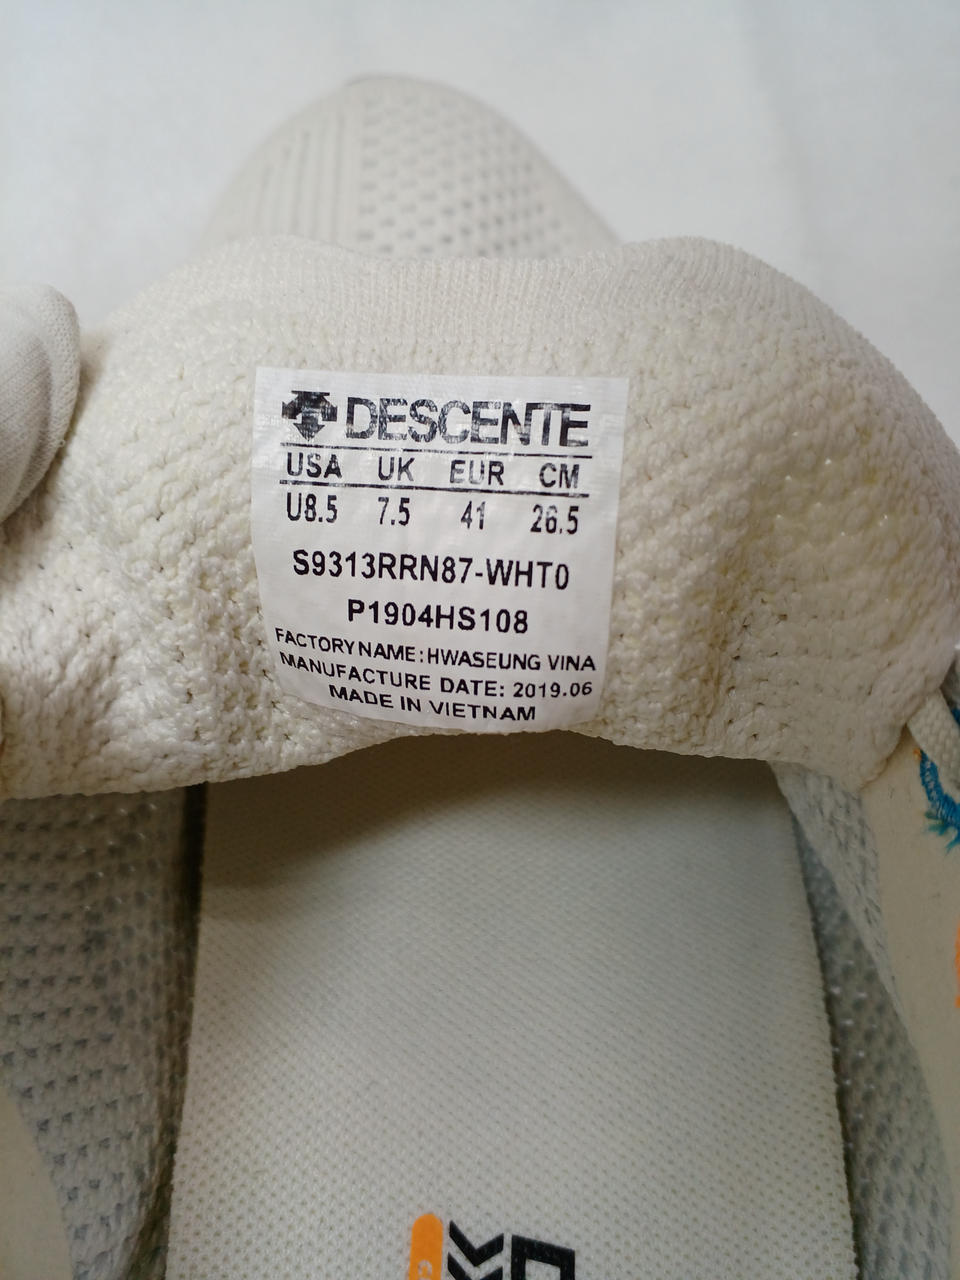 DESCENTE
USA UK EUR CM
U8.5 7.5 41 26.5
S9313RRN87-WHT0
P1904HS108
FACTORY NAME: HWASEUNG VINA
MANUFACTURE DATE: 2019.06
MADE IN VIETNAM